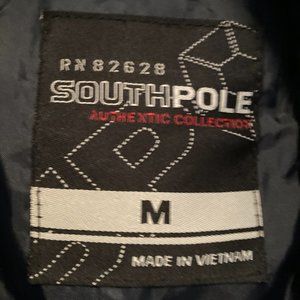 RN 82628
SOUTHPOLE
AUTHENTIC COLLECTION
M
MADE IN VIETNAM